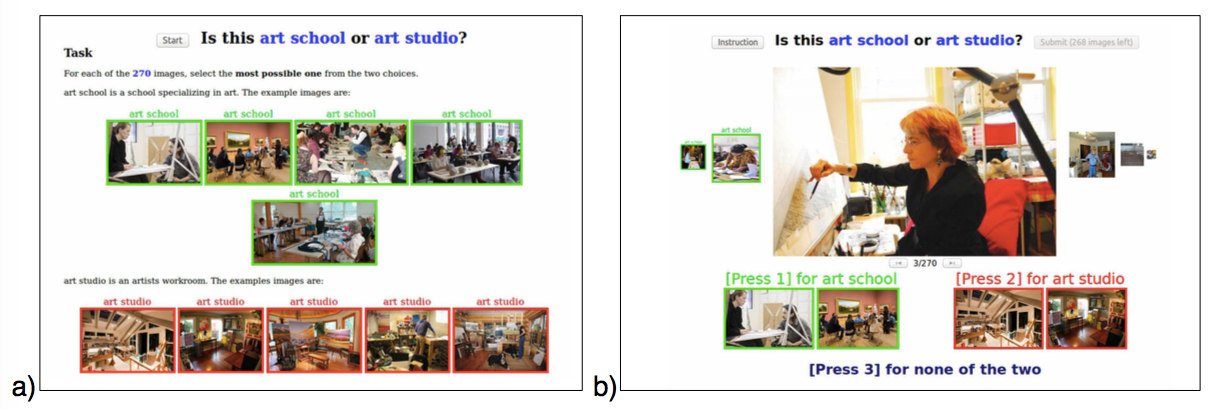 Start Is this art school or art studio?
Task
For each of the 270 images, select the most possible one from the two choices.
art school is a school specializing in art. The example images are:
art school art school art school art school
art school
art studio is an artists workroom. The examples images are:
art studio art studio art studio art studio art studio
a)
Instruction Is this art school or art studio? Submit (268 images left)
art school
3/270
[Press 1] for art school [Press 2] for art studio
[Press 3] for none of the two
b)